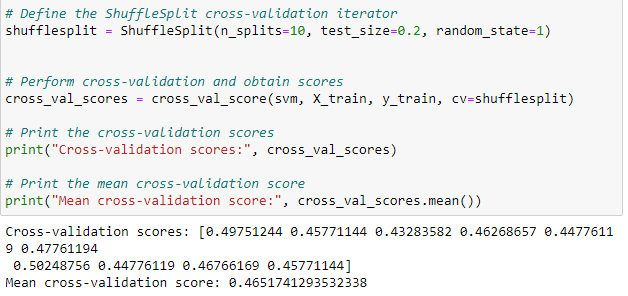 # Define the ShuffleSplit cross-validation iterator
shufflesplit = ShuffleSplit(n_splits=10, test_size=0.2, random_state=1)
# Perform cross-validation and obtain scores
cross_val_scores = cross_val_score(svm, X_train, y_train, cv=shufflesplit)
# Print the cross-validation scores
print("Cross-validation scores:", cross_val_scores)
# Print the mean cross-validation score
print("Mean cross-validation score:", cross_val_scores.mean())
Cross-validation scores: [0.49751244 0.45771144 0.43283582 0.46268657 0.4477611
9 0.47761194
0.50248756 0.44776119 0.46766169 0.45771144]
Mean cross-validation score: 0.4651741293532338